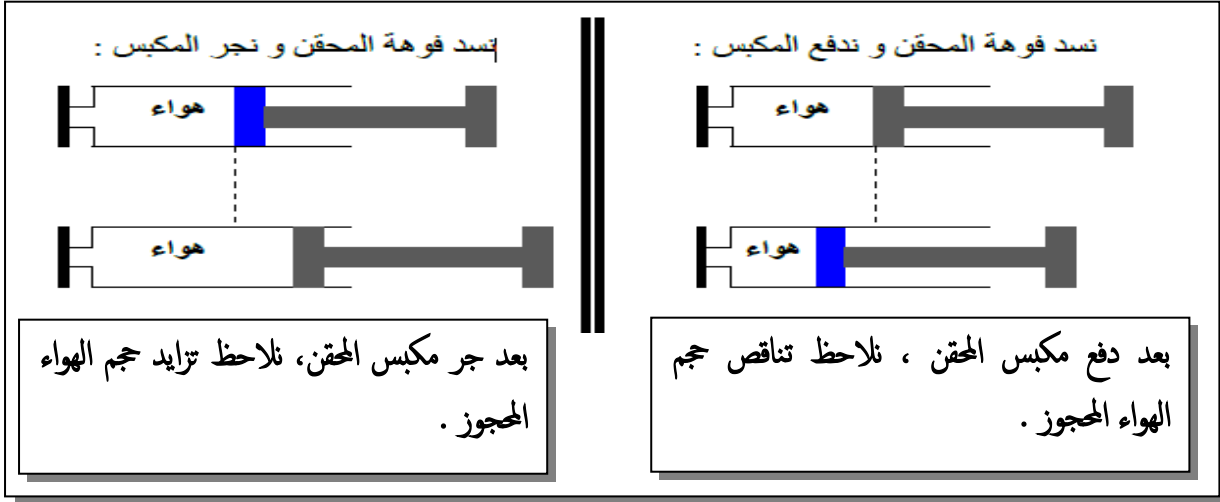 نسد فوهة المحقن و ندفع المكبس :
هواء
هواء
بعد دفع مكبس المحقن ، نلاحظ تناقص حجم
الهواء المحجوز .
نسد فوهة المحقن و نجر المكبس :
هواء
هواء
بعد جر مكبس المحقن، نلاحظ تزايد حجم الهواء
المحجوز .